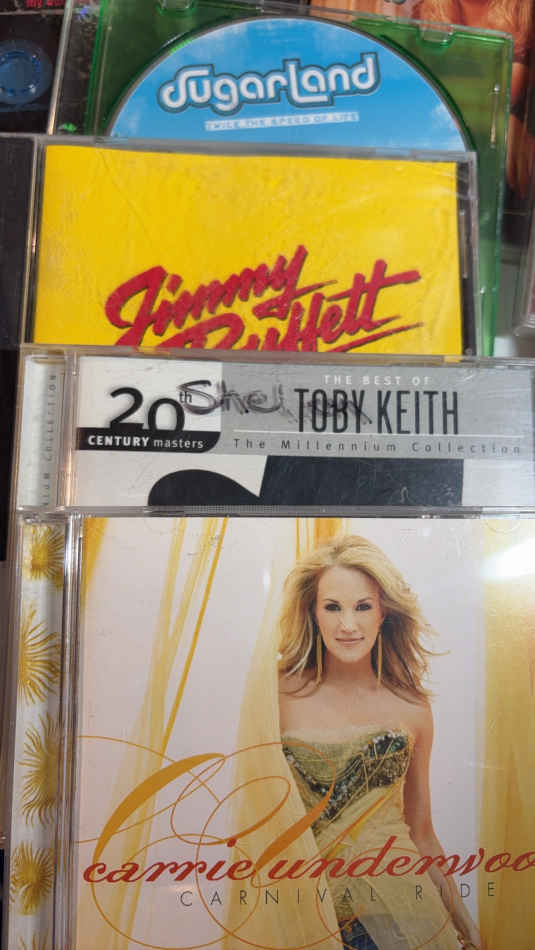 sugarland
TWICE THE SPEED OF LIFE
Jimmy
Buffett
THE BEST OF
20th
TOBY KEITH
CENTURY masters
The Millennium Collection
carrie underwoo
CARNIVAL RIDE